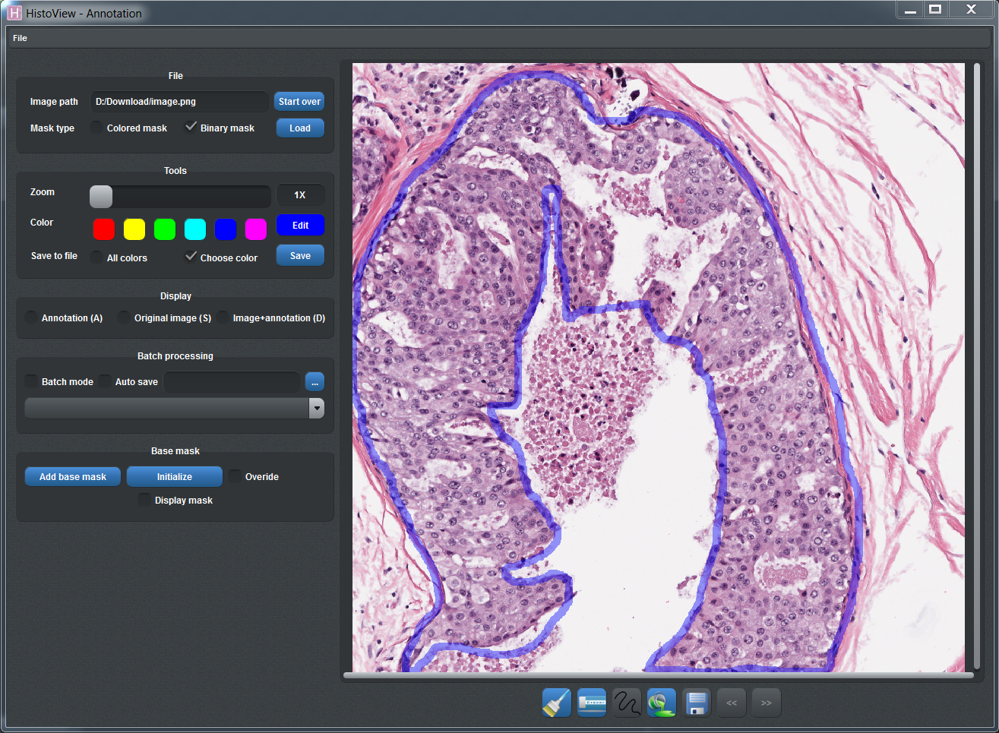 H HistoView - Annotation
File
File
Image path D:/Download/image.png Start over
Mask type Colored mask Binary mask Load
Tools
Zoom 1X
Color Edit
Save to file All colors Choose color Save
Display
Annotation (A) Original image (S) Image+annotation (D)
Batch processing
Batch mode Auto save ...
Base mask
Add base mask Initialize Overide
Display mask
Eraser
<< >>